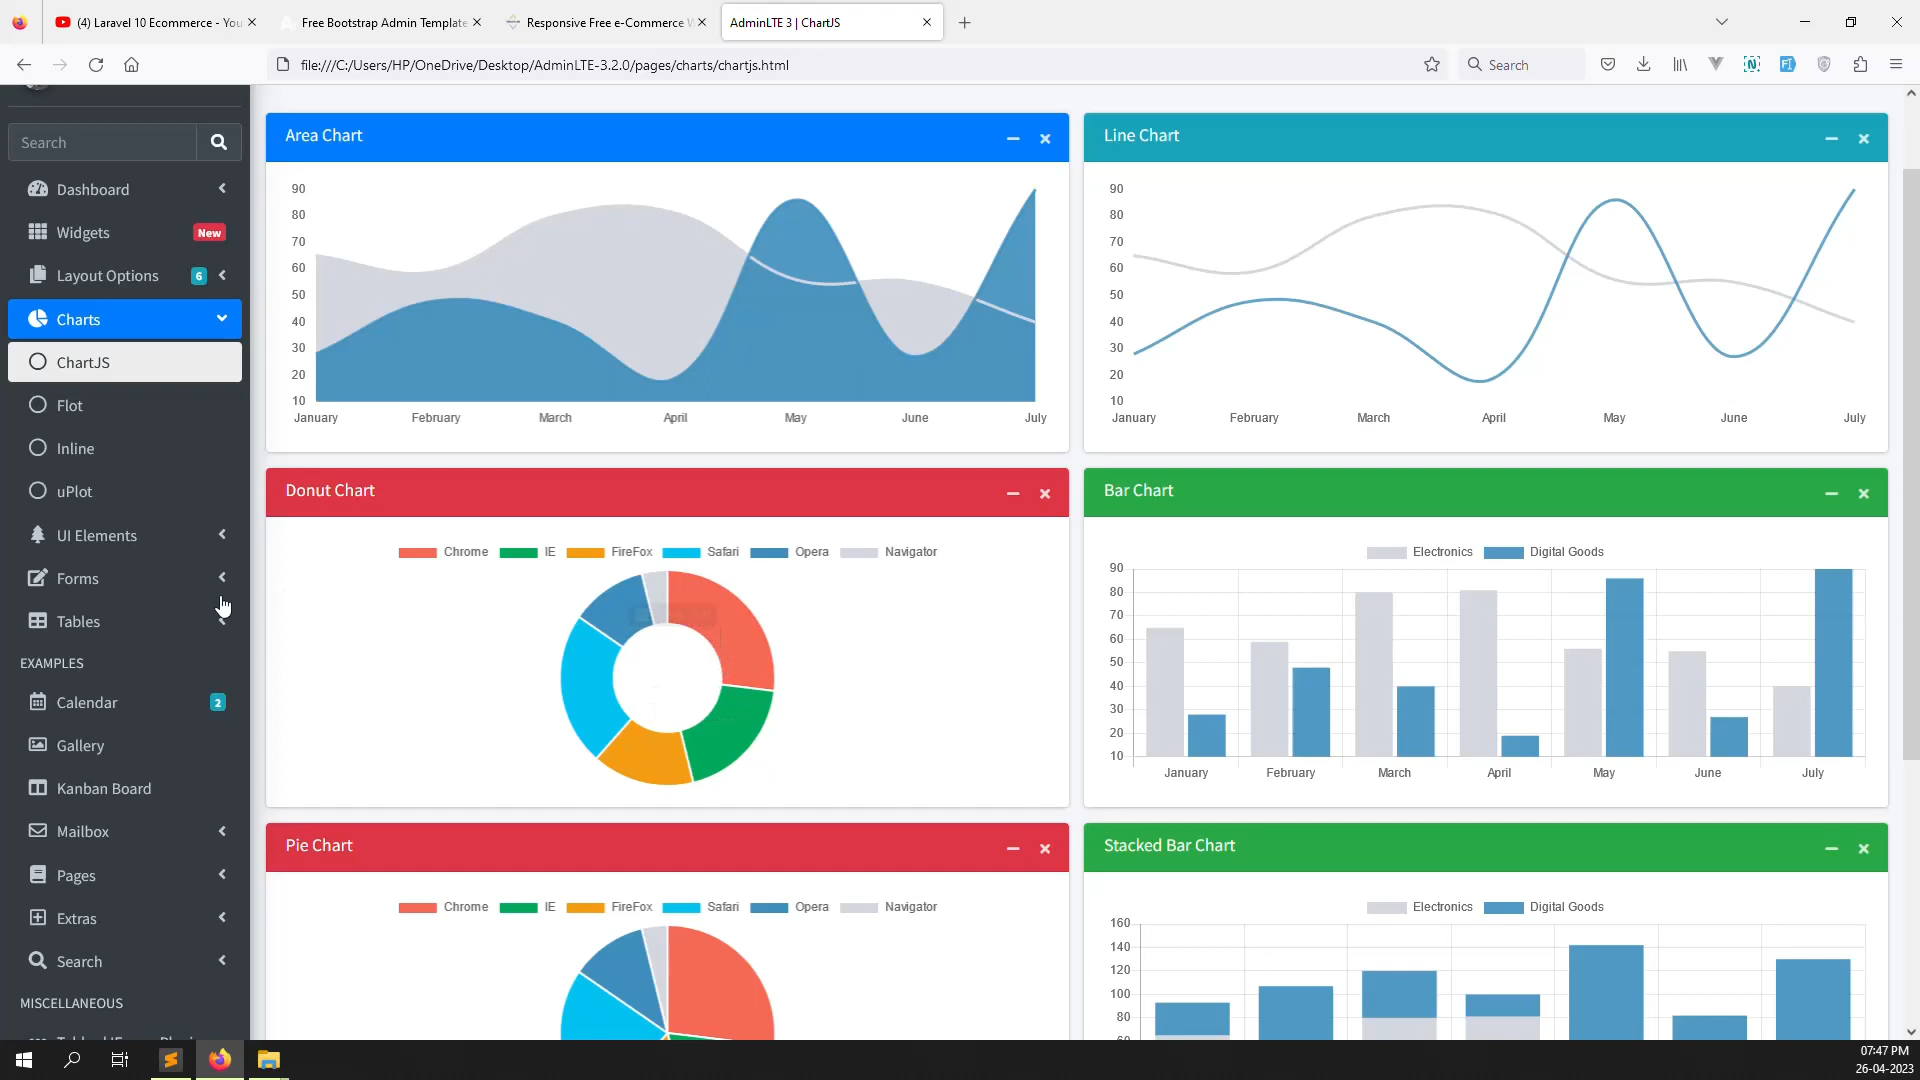 (4) Laravel 10 Ecommerce - You
Free Bootstrap Admin Template
Responsive Free e-Commerce W
AdminLTE 3 | ChartJS
file:///C:/Users/HP/OneDrive/Desktop/AdminLTE-3.2.0/pages/charts/chartjs.html
Search
Search
Dashboard
Widgets New
Layout Options 6
Charts
ChartJS
Flot
Inline
uPlot
UI Elements
Forms
Tables
EXAMPLES
Calendar 2
Gallery
Kanban Board
Mailbox
Pages
Extras
Search
MISCELLANEOUS
Area Chart
90
80
70
60
50
40
30
20
10
January February March April May June July
Line Chart
90
80
70
60
50
40
30
20
10
January February March April May June July
Donut Chart
Chrome IE FireFox Safari Opera Navigator
Bar Chart
Electronics Digital Goods
90
80
70
60
50
40
30
20
10
January February March April May June July
Pie Chart
Chrome IE FireFox Safari Opera Navigator
Stacked Bar Chart
Electronics Digital Goods
160
140
120
100
80
60
07:47 PM
26-04-2023